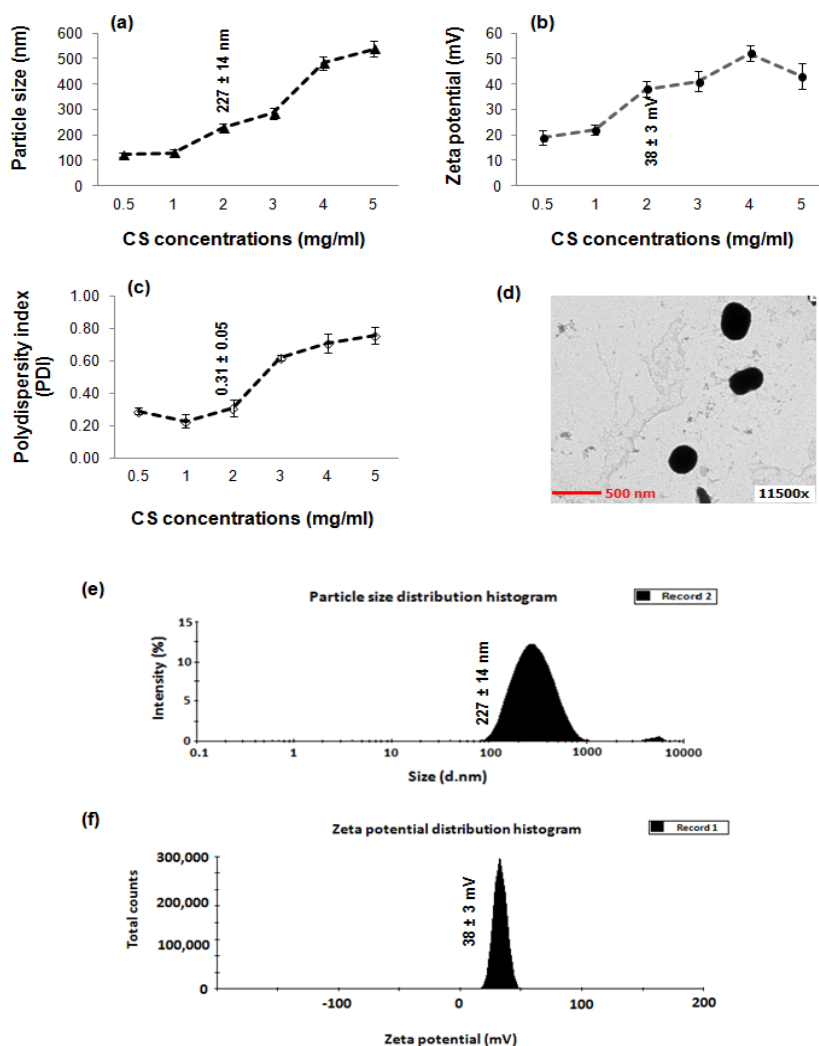 (a)
Particle size (nm)
600
500
400
300
200
100
0
227 ± 14 nm
0.5 1 2 3 4 5
CS concentrations (mg/ml)
(b)
Zeta potential (mV)
60
50
40
30
20
10
0
38 ± 3 mV
0.5 1 2 3 4 5
CS concentrations (mg/ml)
(c)
Polydispersity index
(PDI)
1.00
0.80
0.60
0.40
0.20
0.00
0.31 ± 0.05
0.5 1 2 3 4 5
CS concentrations (mg/ml)
(d)
500 nm
11500x
(e)
Particle size distribution histogram
Record 2
Intensity (%)
15
10
5
0
227 ± 14 nm
0.1 1 10 100 1000 10000
Size (d.nm)
(f)
Zeta potential distribution histogram
Record 1
Total counts
300,000
200,000
100,000
0
38 ± 3 mV
-100 0 100 200
Zeta potential (mV)